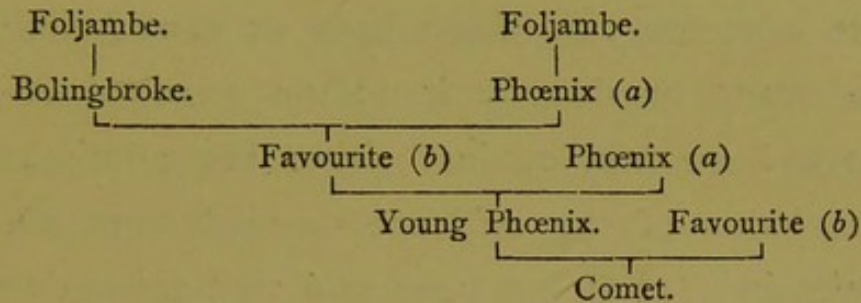 Foljambe. Foljambe.
Bolingbroke. Phœnix (a)
Favourite (b) Phœnix (a)
Young Phœnix. Favourite (b)
Comet.